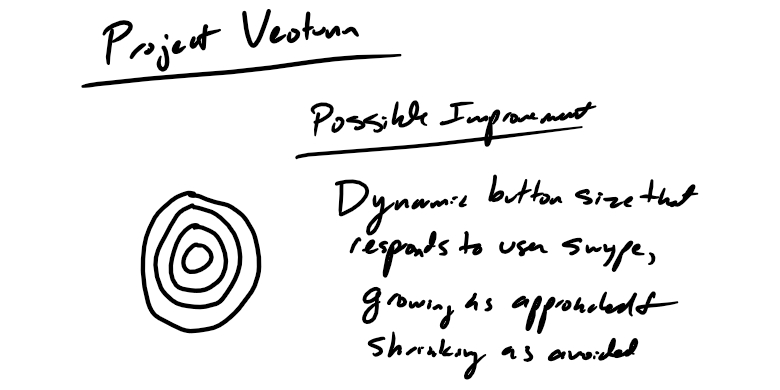 Project Veotunn
Possible Improvement
Dynamic button size that
responds to user swype,
growing as approached &
shrinking as avoided